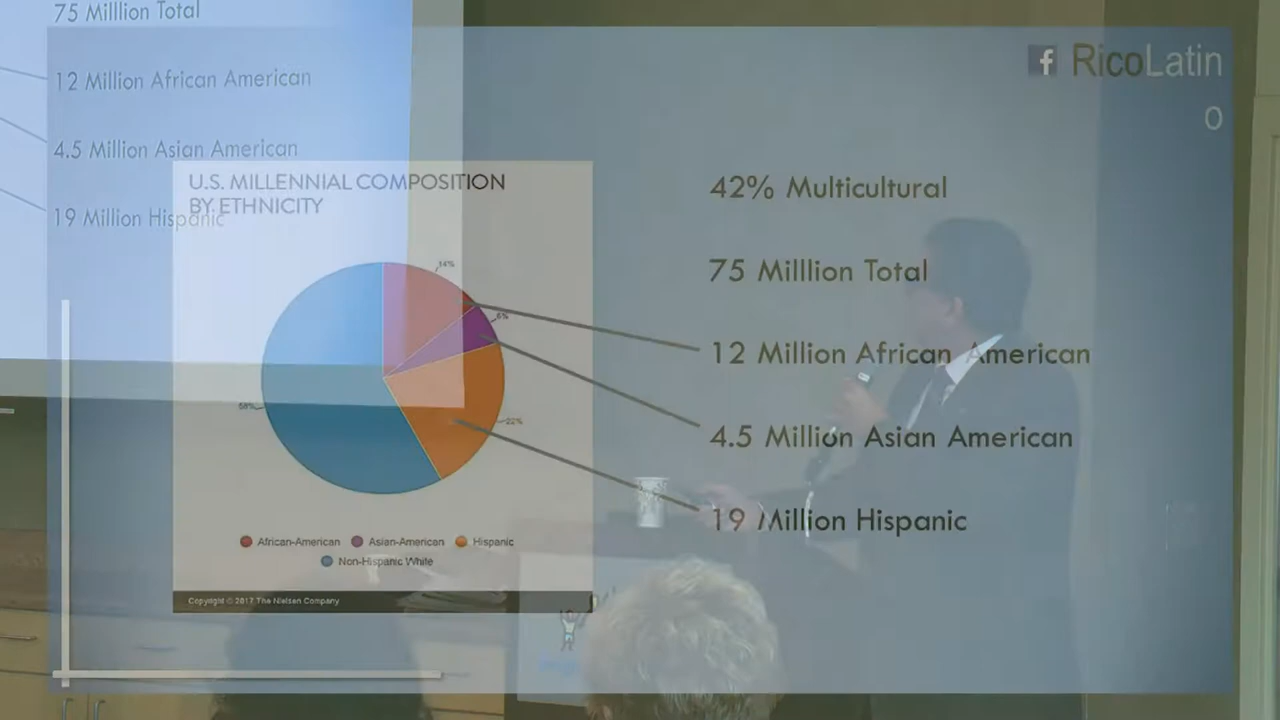 75 Milllion Total
12 Million African American
4.5 Million Asian American
19 Million Hispanic
f RicoLatin
O
U.S. MILLENNIAL COMPOSITION
BY ETHNICITY
14%
6%
22%
58%
African-American Asian-American Hispanic
Non-Hispanic White
Copyright © 2017 The Nielsen Company
42% Multicultural
75 Milllion Total
12 Million African American
4.5 Million Asian American
19 Million Hispanic